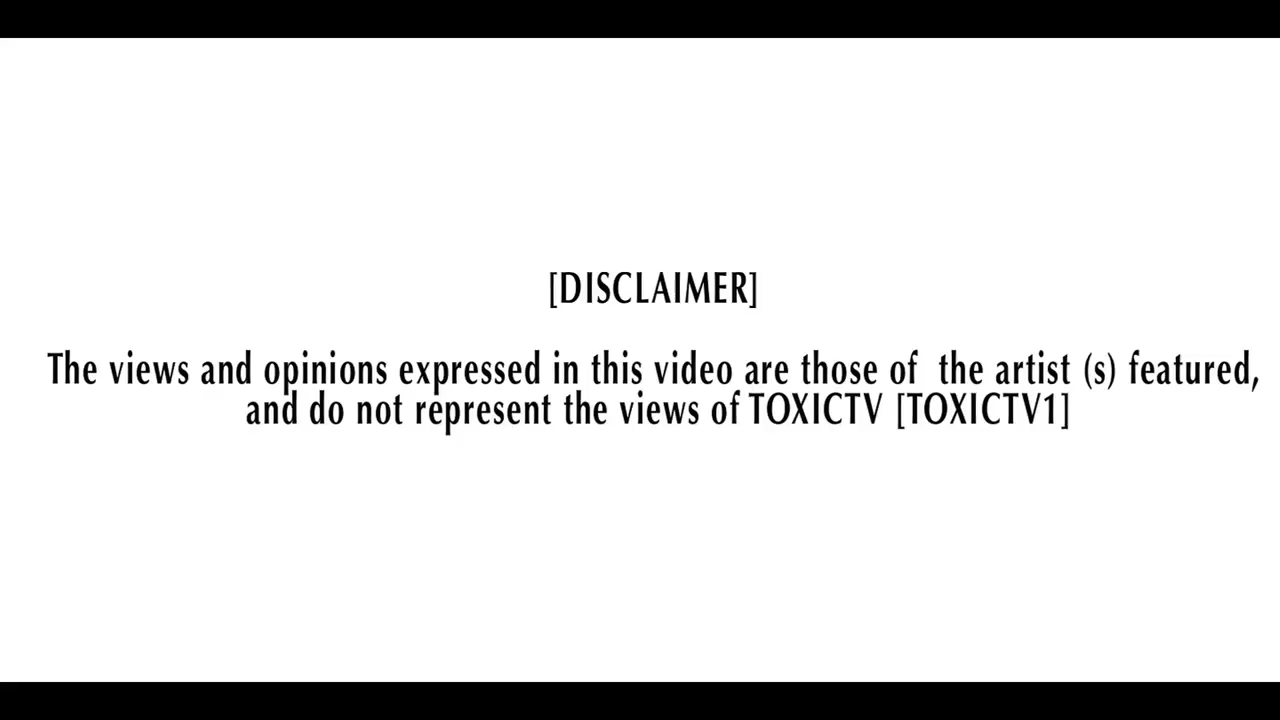 [DISCLAIMER]
The views and opinions expressed in this video are those of  the artist (s) featured,
and do not represent the views of TOXICTV [TOXICTV1]